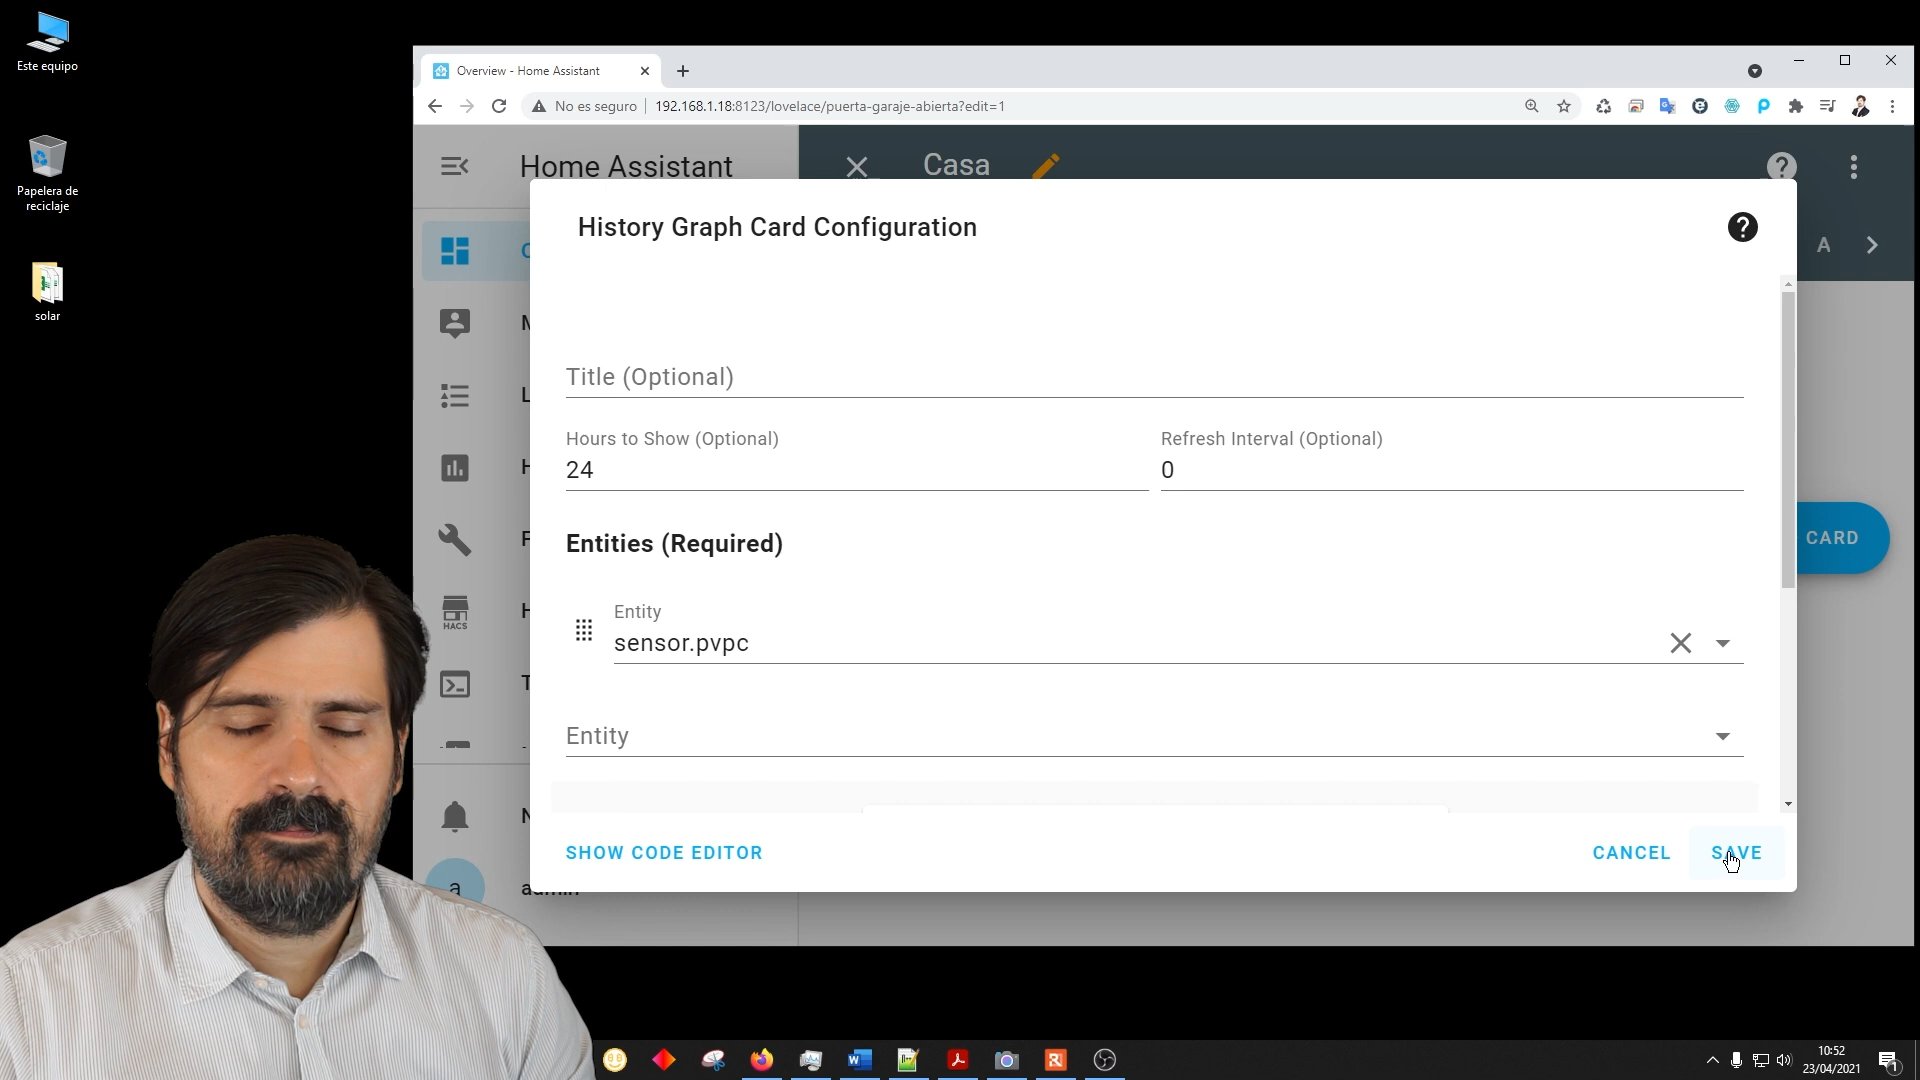 Este equipo
Papelera de
reciclaje
solar
Overview - Home Assistant
No es seguro
192.168.1.18:8123/lovelace/puerta-garaje-abierta?edit=1
Home Assistant
Casa
A
History Graph Card Configuration
Title (Optional)
Hours to Show (Optional)
24
Refresh Interval (Optional)
0
Entities (Required)
CARD
Entity
sensor.pvpc
HACS
Entity
SHOW CODE EDITOR
CANCEL
SAVE
a
10:52
23/04/2021
1